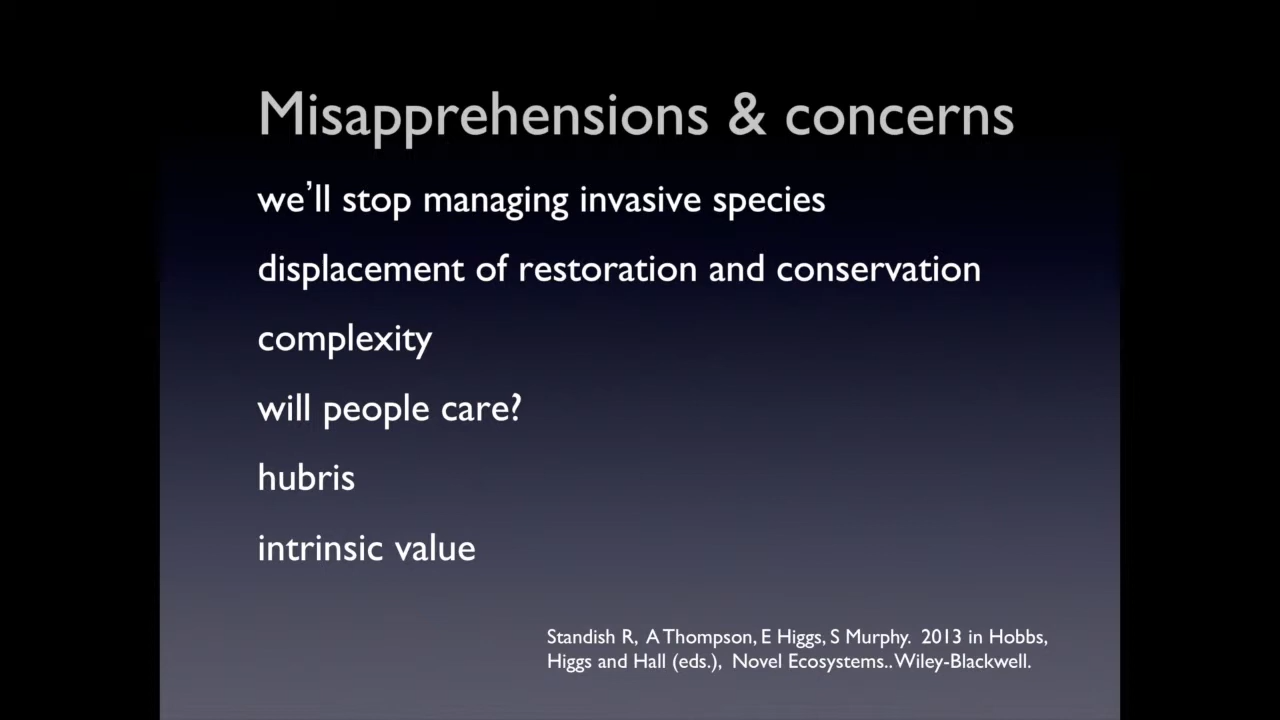 Misapprehensions & concerns
we’ll stop managing invasive species
displacement of restoration and conservation
complexity
will people care?
hubris
intrinsic value
Standish R, A Thompson, E Higgs, S Murphy. 2013 in Hobbs,
Higgs and Hall (eds.), Novel Ecosystems.. Wiley-Blackwell.